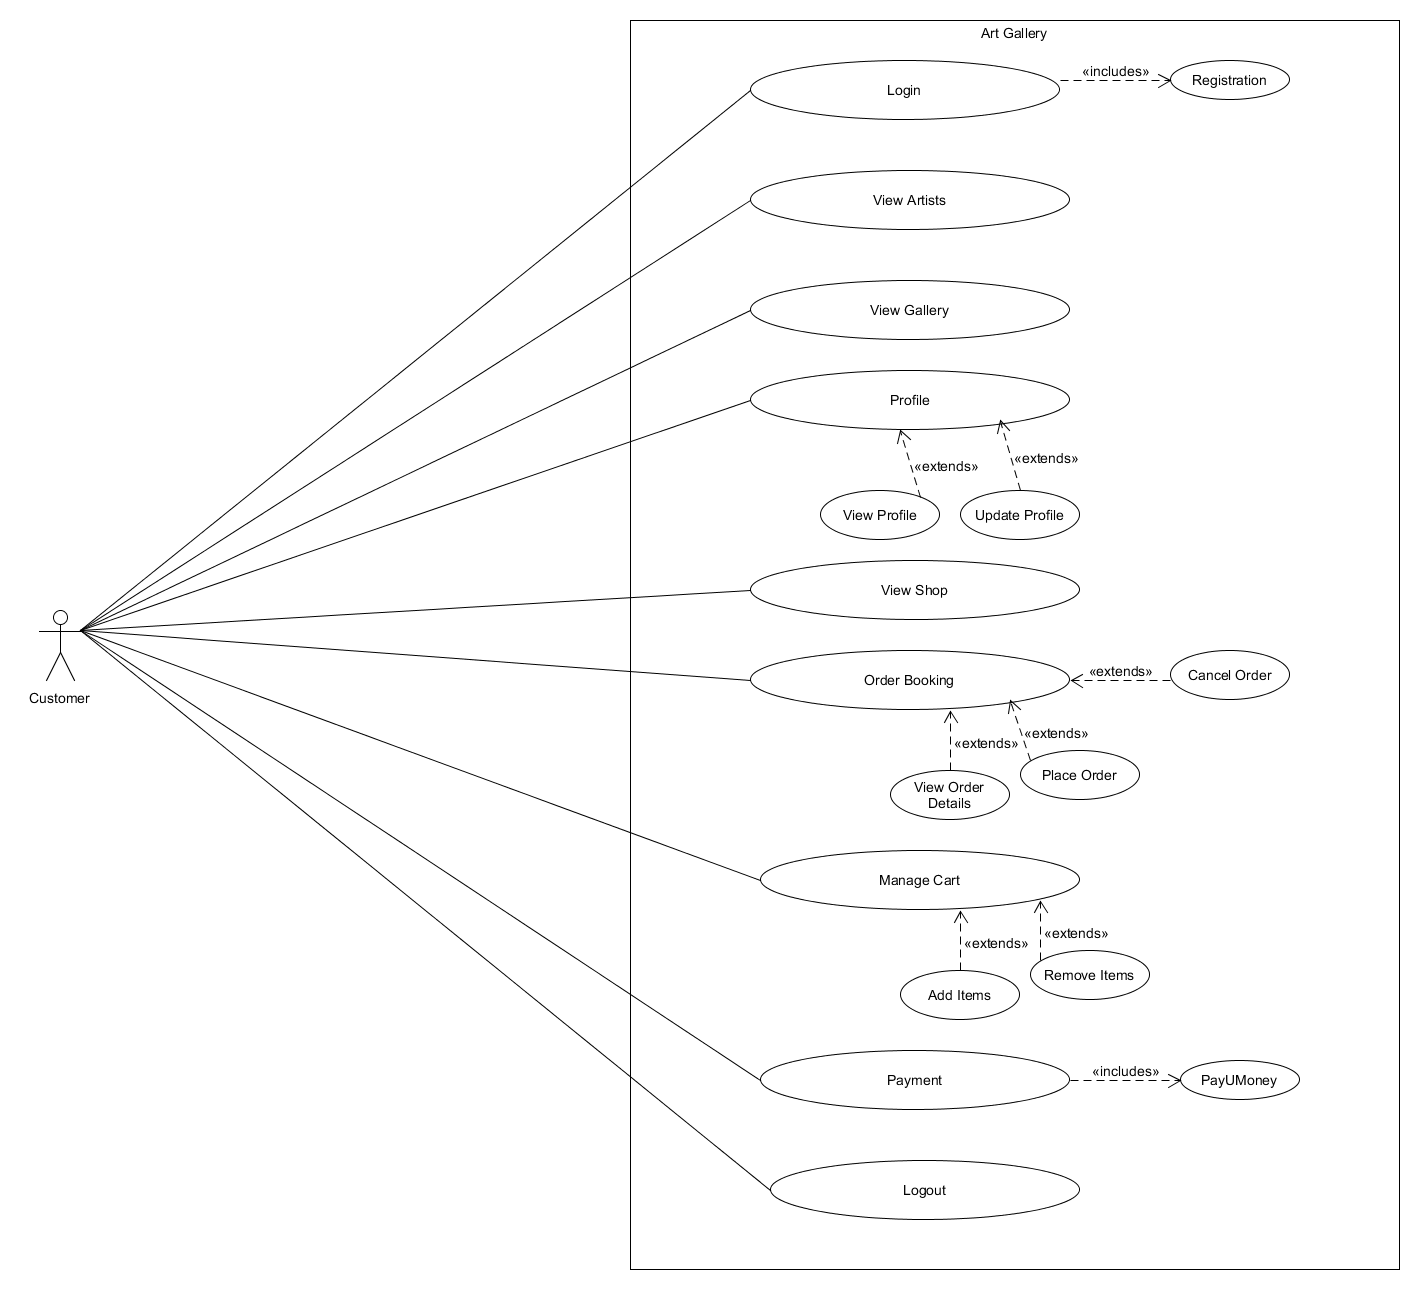 Art Gallery
Login
«includes»
Registration
View Artists
View Gallery
Profile
«extends»
«extends»
View Profile
Update Profile
View Shop
Customer
Order Booking
«extends»
Cancel Order
«extends»
«extends»
View Order
Details
Place Order
Manage Cart
«extends»
«extends»
Add Items
Remove Items
Payment
«includes»
PayUMoney
Logout